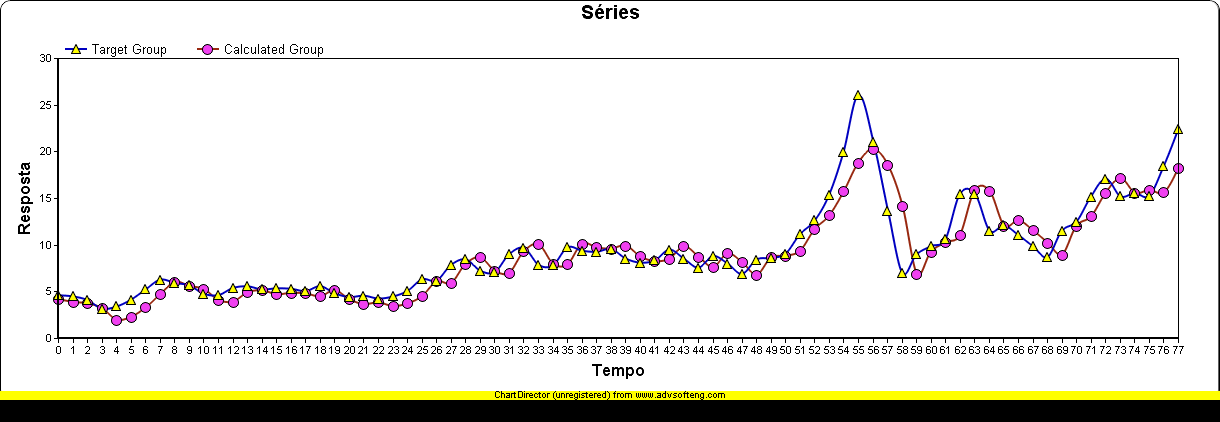 Séries
Target Group Calculated Group
30
25
20
15
10
5
0
Resposta
0 1 2 3 4 5 6 7 8 9 10 11 12 13 14 15 16 17 18 19 20 21 22 23 24 25 26 27 28 29 30 31 32 33 34 35 36 37 38 39 40 41 42 43 44 45 46 47 48 49 50 51 52 53 54 55 56 57 58 59 60 61 62 63 64 65 66 67 68 69 70 71 72 73 74 75 76 77
Tempo
ChartDirector (unregistered) from www.advsofteng.com